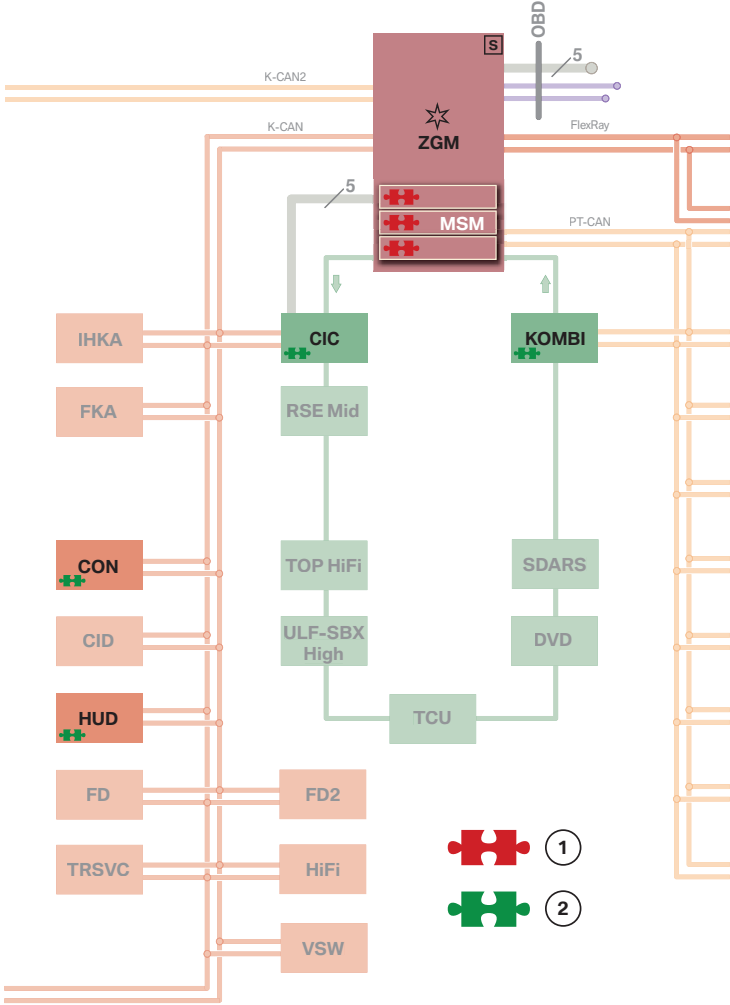 OBD
S
5
K-CAN2
ZGM
K-CAN
FlexRay
5
MSM
PT-CAN
IHKA
CIC
KOMBI
FKA
RSE Mid
CON
TOP HiFi
SDARS
CID
ULF-SBX
High
DVD
HUD
TCU
FD
FD2
1
TRSVC
HiFi
2
VSW